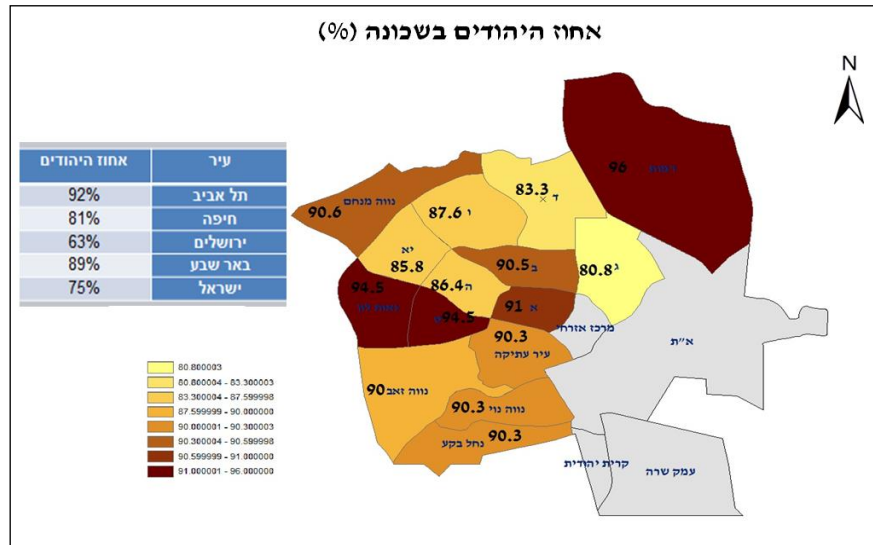 אחוז היהודים בשכונה (%)
N
עיר אחוז היהודים
תל אביב 92%
חיפה 81%
ירושלים 63%
באר שבע 89%
ישראל 75%
96
רמות
83.3
ד
נווה מנחם
90.6
87.6 ו
יא
85.8
90.5 ב
80.8 ג
86.4 ה
94.5
94.5
א 91
מרכז אזרחי
א״ת
90.3
עיר עתיקה
נווה זאב 90
90.3 נווה נוי
90.3
נחל בקע
קרית יהודית
עמק שרה
80.800003
80.800004 - 83.300003
83.300004 - 87.599998
87.599999 - 90.000000
90.000001 - 90.300003
90.300004 - 90.599998
90.599999 - 91.000000
91.000001 - 96.000000